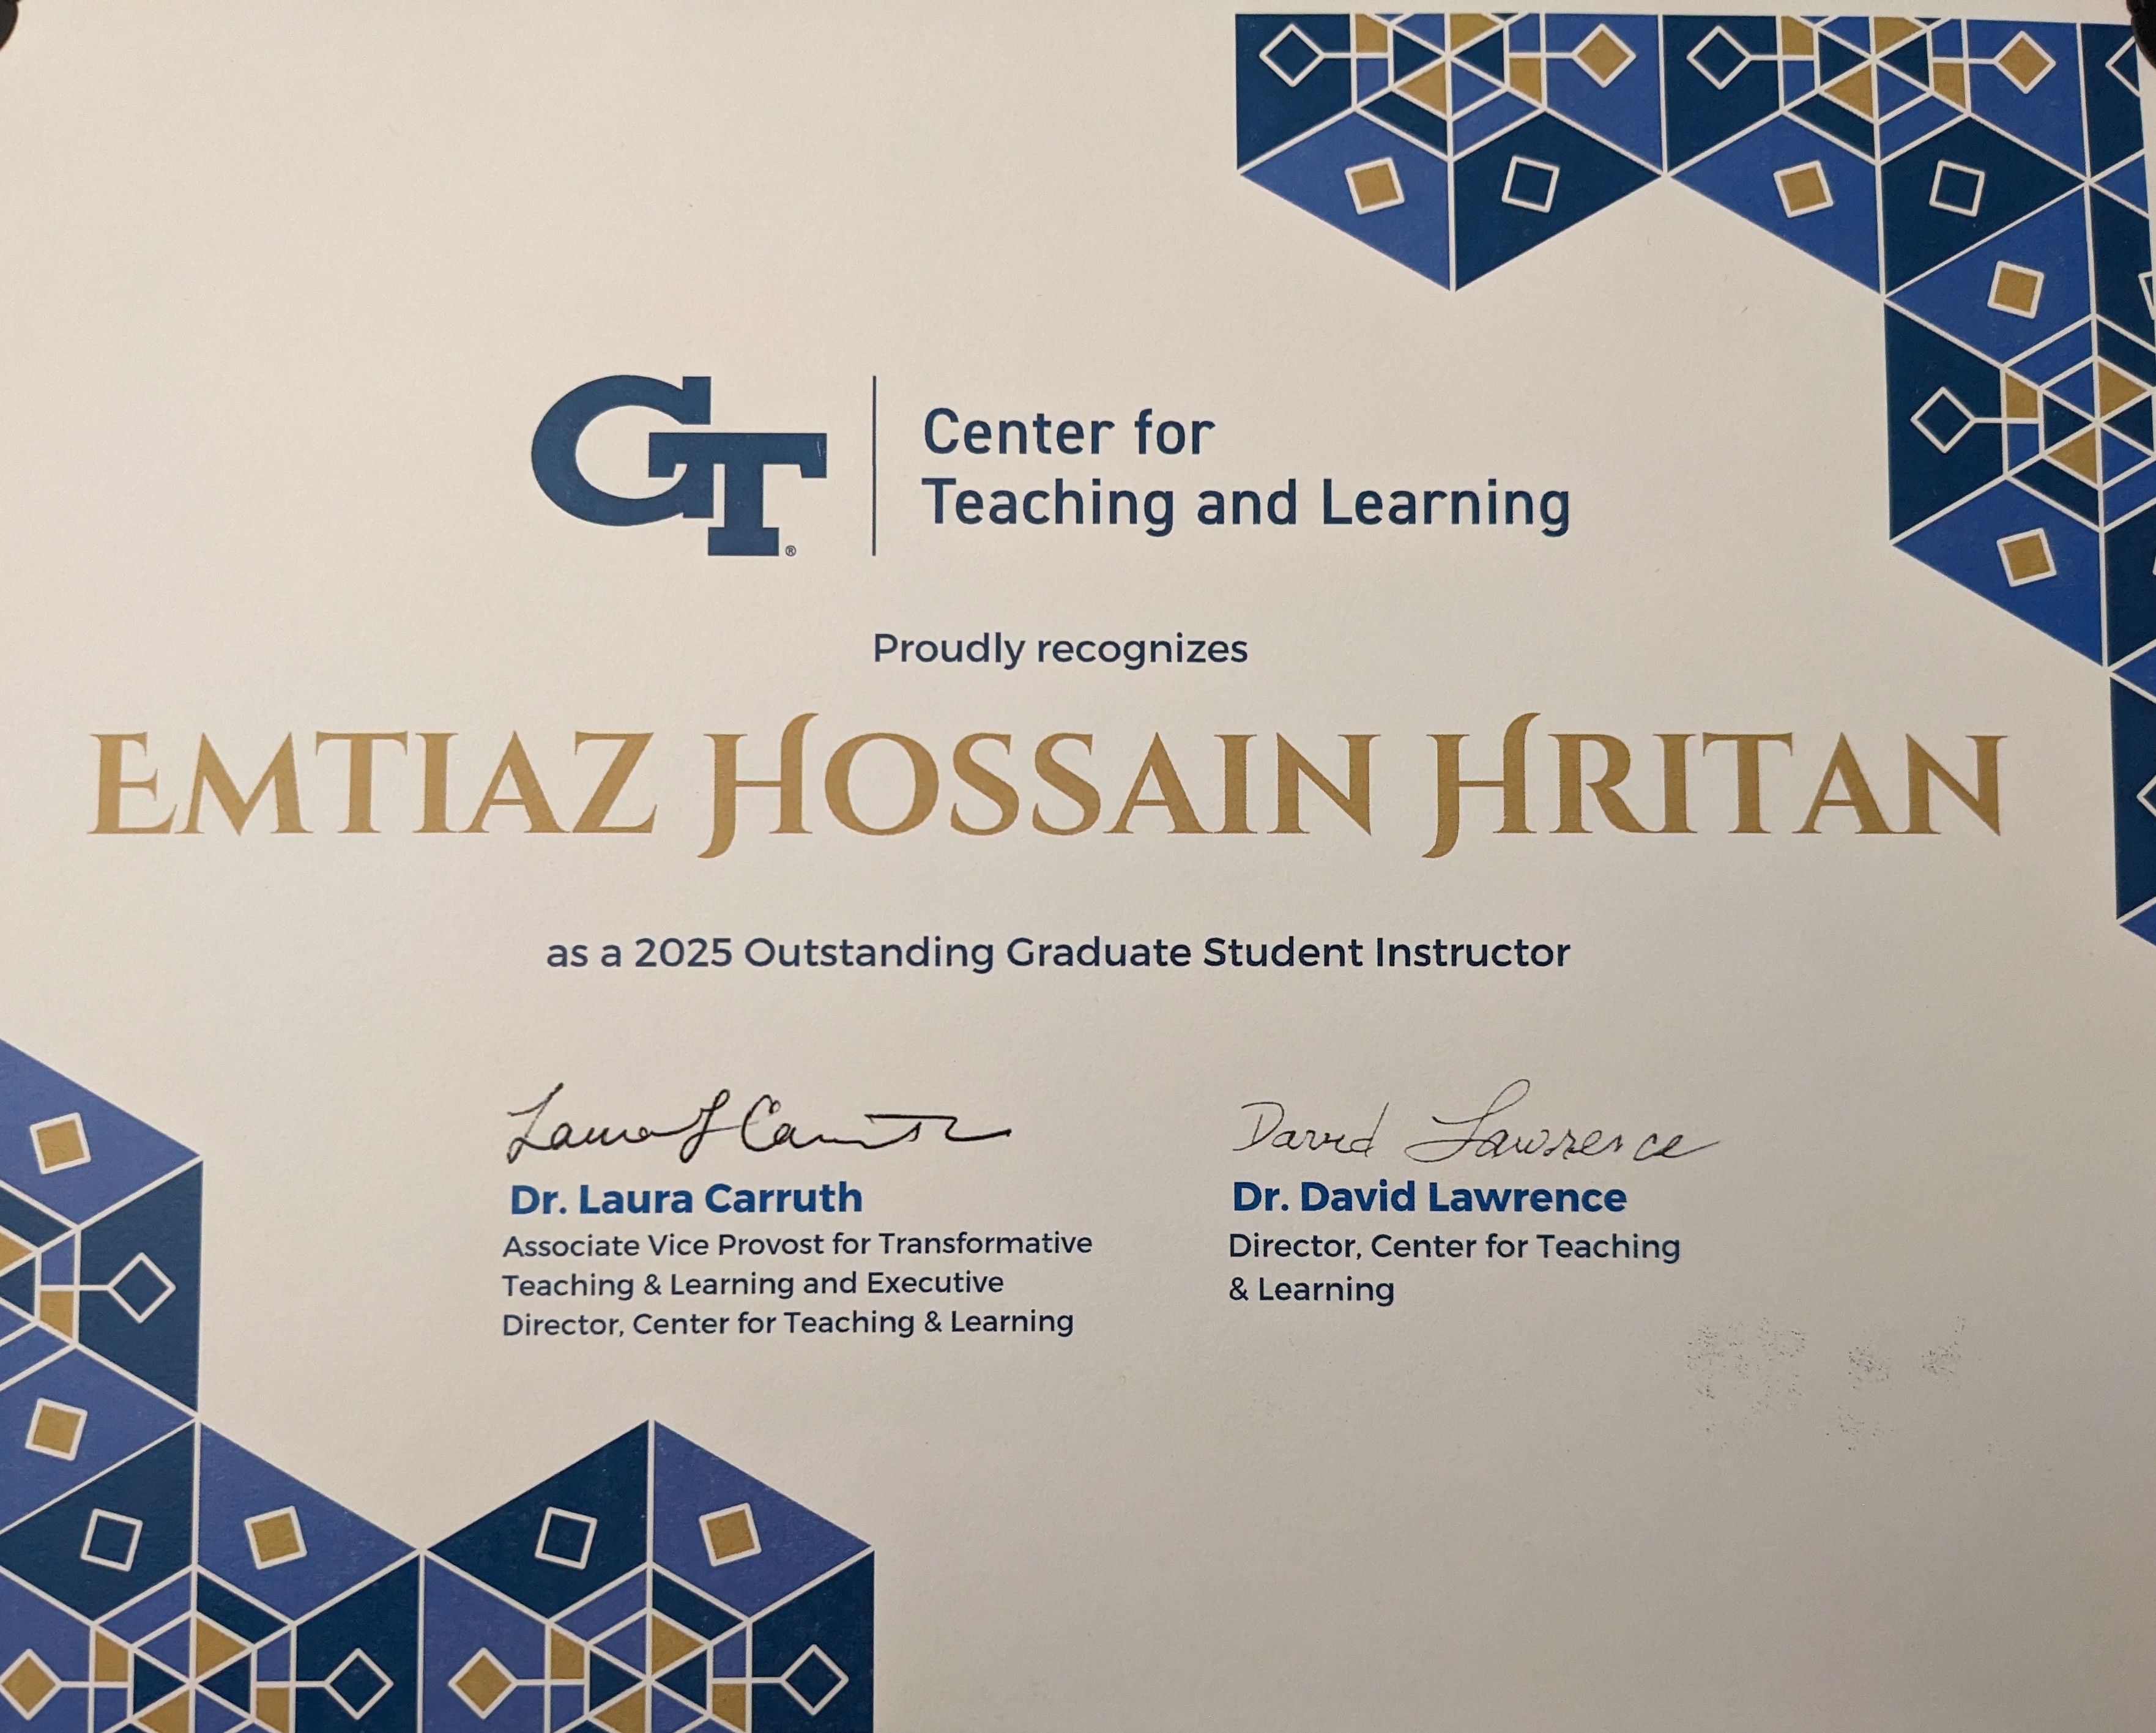 GT®
Center for
Teaching and Learning
Proudly recognizes
EMTIAZ HOSSAIN HRITAN
as a 2025 Outstanding Graduate Student Instructor
Laura L Carruth
David Lawrence
Dr. Laura Carruth
Associate Vice Provost for Transformative
Teaching & Learning and Executive
Director, Center for Teaching & Learning
Dr. David Lawrence
Director, Center for Teaching
& Learning